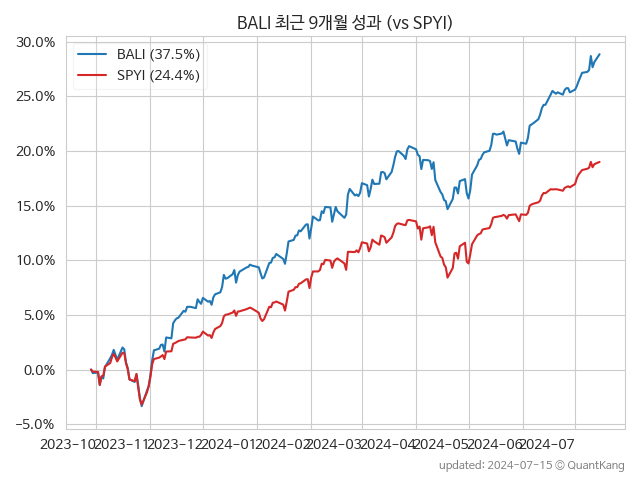 BALI 최근 9개월 성과 (vs SPYI)
BALI (37.5%)
SPYI (24.4%)
30.0%
25.0%
20.0%
15.0%
10.0%
5.0%
0.0%
−5.0%
2023-10 2023-11 2023-12 2024-01 2024-02 2024-03 2024-04 2024-05 2024-06 2024-07
updated: 2024-07-15 © QuantKang